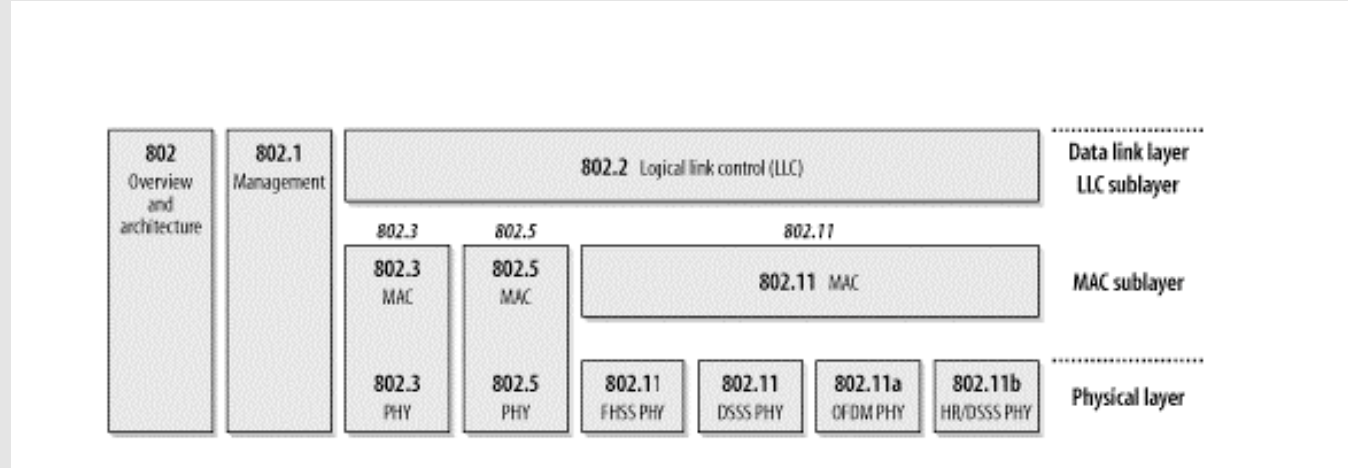 802
Overview
and
architecture
802.1
Management
802.2 Logical link control (LLC)
Data link layer
LLC sublayer
802.3
802.5
802.11
802.3
MAC
802.5
MAC
802.11 MAC
MAC sublayer
802.3
PHY
802.5
PHY
802.11
FHSS PHY
802.11
DSSS PHY
802.11a
OFDM PHY
802.11b
HR/DSSS PHY
Physical layer